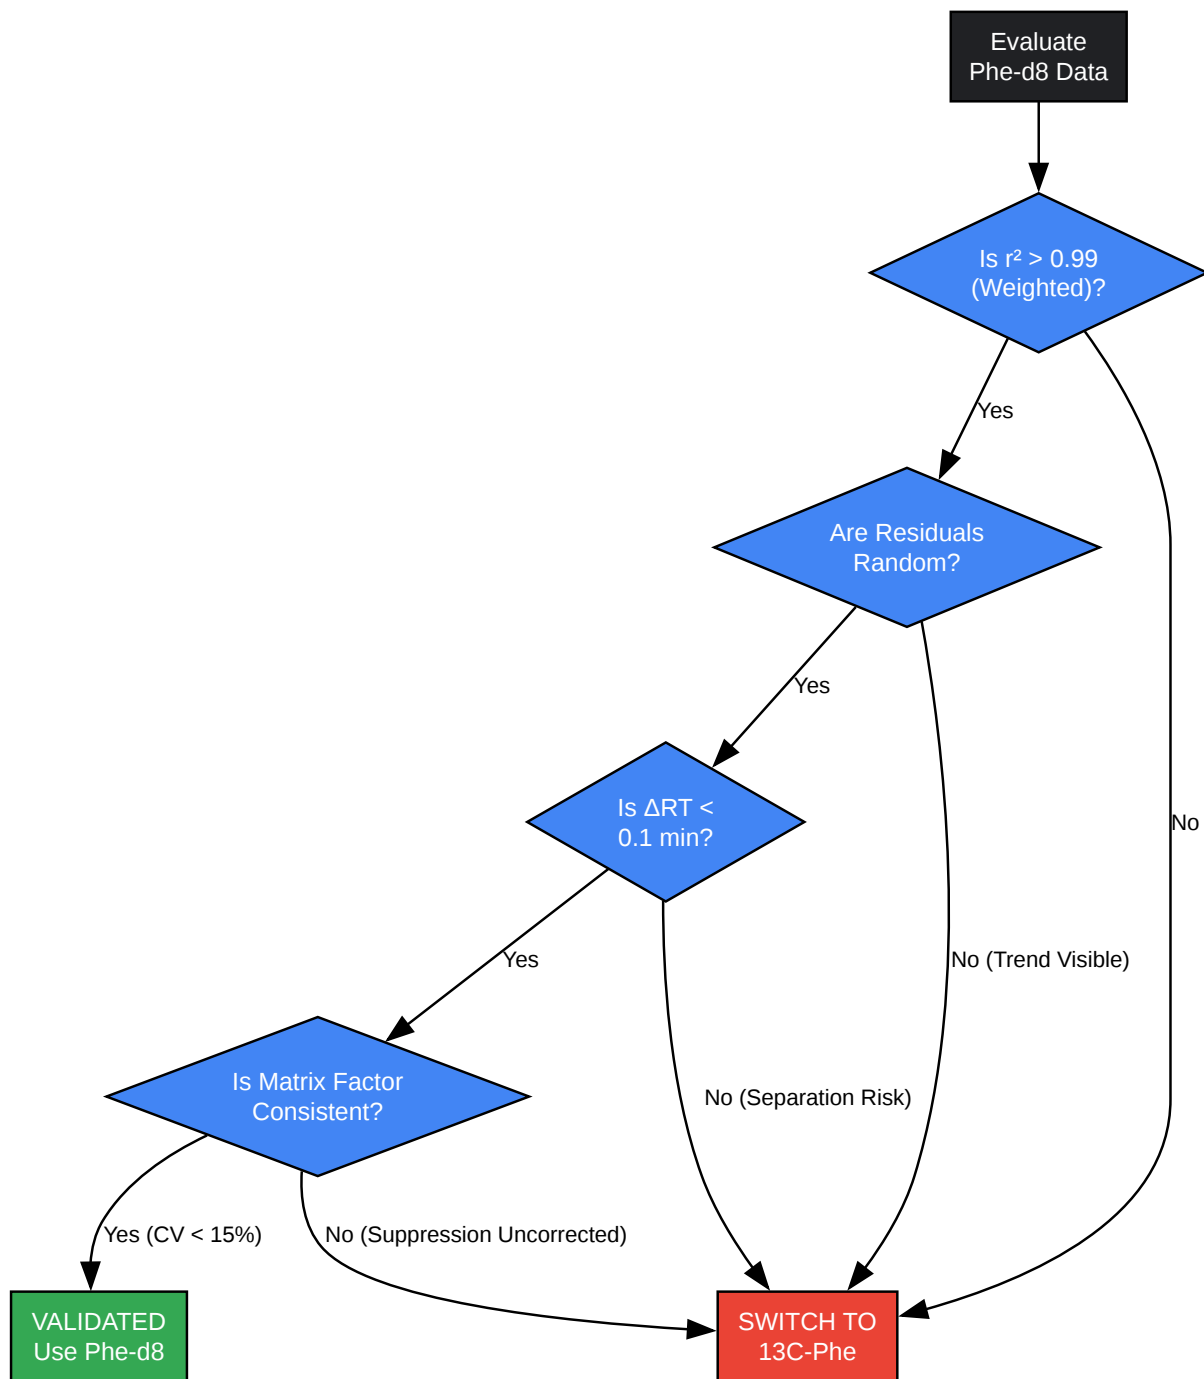 Evaluate
Phe-d8 Data
Is r² > 0.99
(Weighted)?
Yes
Are Residuals
Random?
Yes
Is ΔRT <
0.1 min?
No
Yes
No (Trend Visible)
Is Matrix Factor
Consistent?
No (Separation Risk)
Yes (CV < 15%)
No (Suppression Uncorrected)
VALIDATED
Use Phe-d8
SWITCH TO
13C-Phe